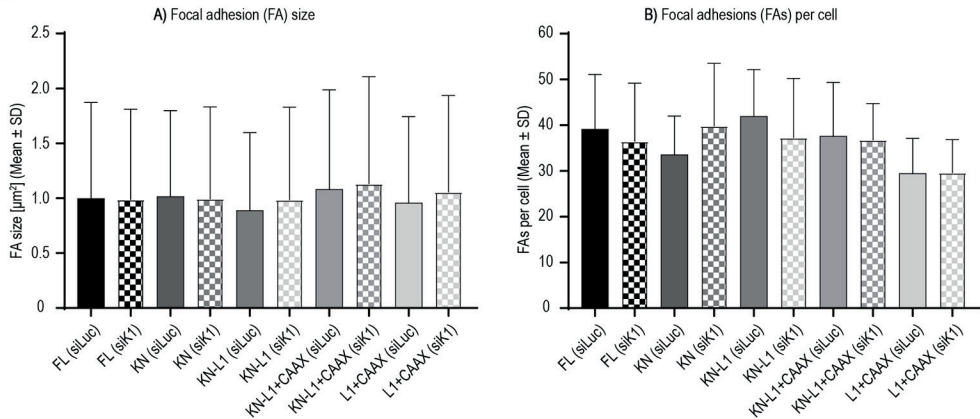 A) Focal adhesion (FA) size
FA size [µm²] (Mean ± SD)
2.5
2.0
1.5
1.0
0.5
0
FL (siLuc)
FL (siK1)
KN (siLuc)
KN (siK1)
KN-L1 (siLuc)
KN-L1 (siK1)
KN-L1+CAAX (siLuc)
KN-L1+CAAX (siK1)
L1+CAAX (siLuc)
L1+CAAX (siK1)
B) Focal adhesions (FAs) per cell
FAs per cell (Mean ± SD)
60
50
40
30
20
10
0
FL (siLuc)
FL (siK1)
KN (siLuc)
KN (siK1)
KN-L1 (siLuc)
KN-L1 (siK1)
KN-L1+CAAX (siLuc)
KN-L1+CAAX (siK1)
L1+CAAX (siLuc)
L1+CAAX (siK1)